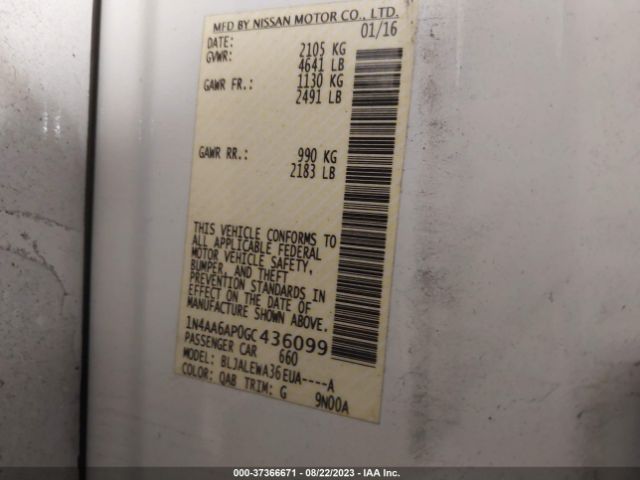 MFD BY NISSAN MOTOR CO., LTD.
DATE: 01/16
GVWR: 2105 KG
4641 LB
GAWR FR.: 1130 KG
2491 LB
GAWR RR.: 990 KG
2183 LB
THIS VEHICLE CONFORMS TO
ALL APPLICABLE FEDERAL
MOTOR VEHICLE SAFETY,
BUMPER, AND THEFT
PREVENTION STANDARDS IN
EFFECT ON THE DATE OF
MANUFACTURE SHOWN ABOVE.
1N4AA6AP0GC436099
PASSENGER CAR 660
MODEL: BLJALEWA36EUA----A
COLOR: QAB TRIM: G 9N00A
000-37366671 - 08/22/2023 - IAA Inc.